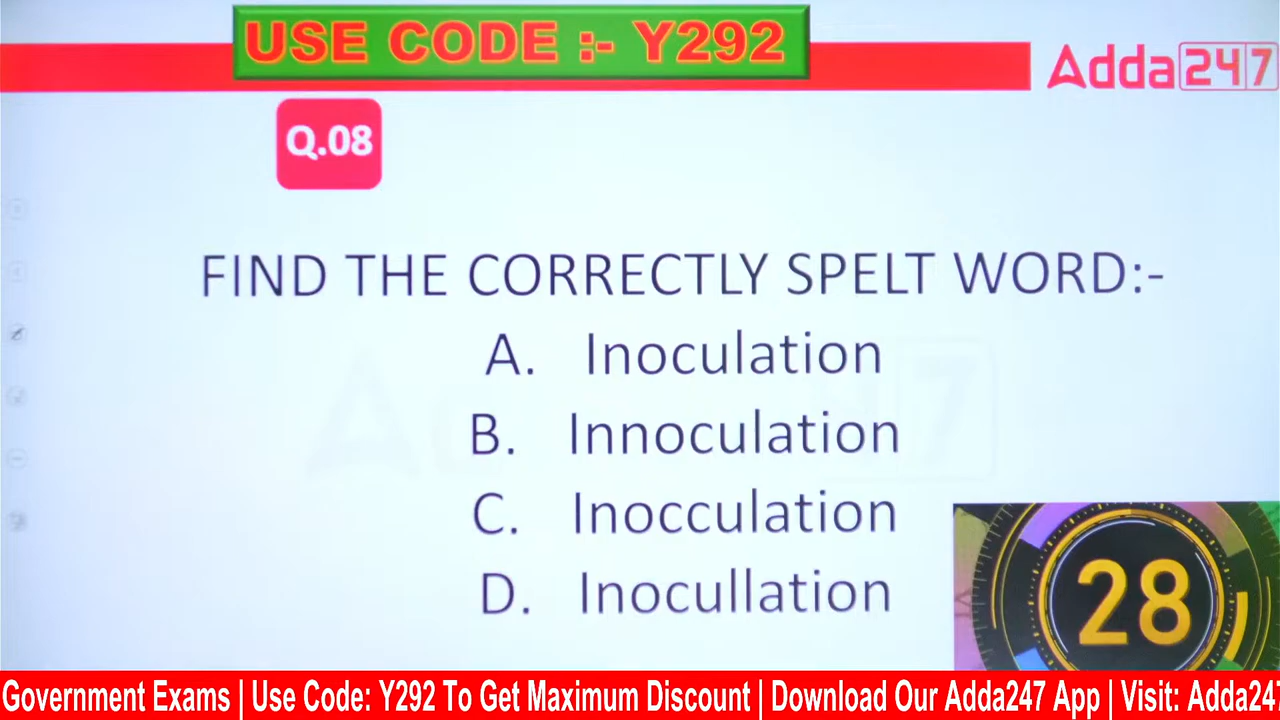 USE CODE :- Y292
Adda247
Q.08
FIND THE CORRECTLY SPELT WORD:-
A. Inoculation
B. Innoculation
C. Inocculation
D. Inocullation
28
Government Exams | Use Code: Y292 To Get Maximum Discount | Download Our Adda247 App | Visit: Adda247